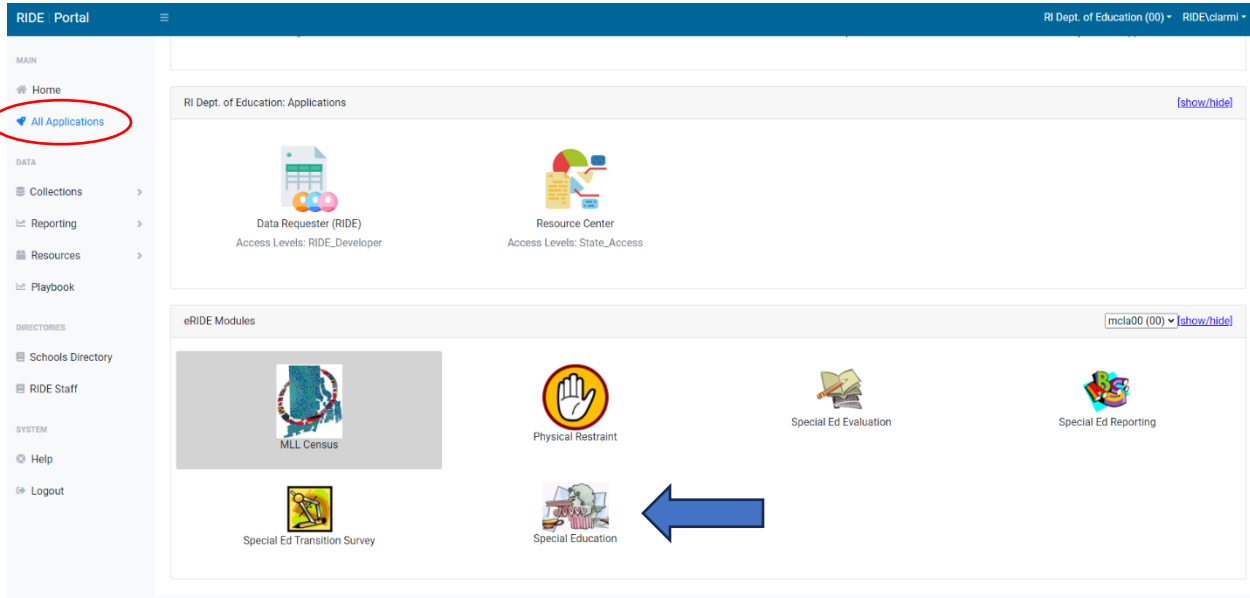 RIDE | Portal
RI Dept. of Education (00)
RIDE\clarmi
MAIN
Home
All Applications
DATA
Collections
Reporting
Resources
Playbook
DIRECTORIES
Schools Directory
RIDE Staff
SYSTEM
Help
Logout
RI Dept. of Education: Applications
[show/hide]
Data Requester (RIDE)
Access Levels: RIDE_Developer
Resource Center
Access Levels: State_Access
eRIDE Modules
mcla00 (00)
[show/hide]
MLL Census
Physical Restraint
Special Ed Evaluation
Special Ed Reporting
Special Ed Transition Survey
Special Education